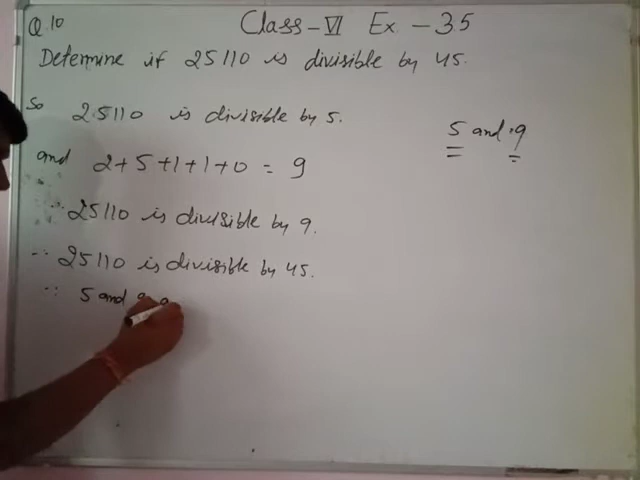 Q.10 Class-VI Ex-35
Determine if 25110 is divisible by 45.
So 25110 is divisible by 5.
5 and 9
and 2+5+1+1+0 = 9
∴ 25110 is divisible by 9.
∴ 25110 is divisible by 45.
∵ 5 and 9